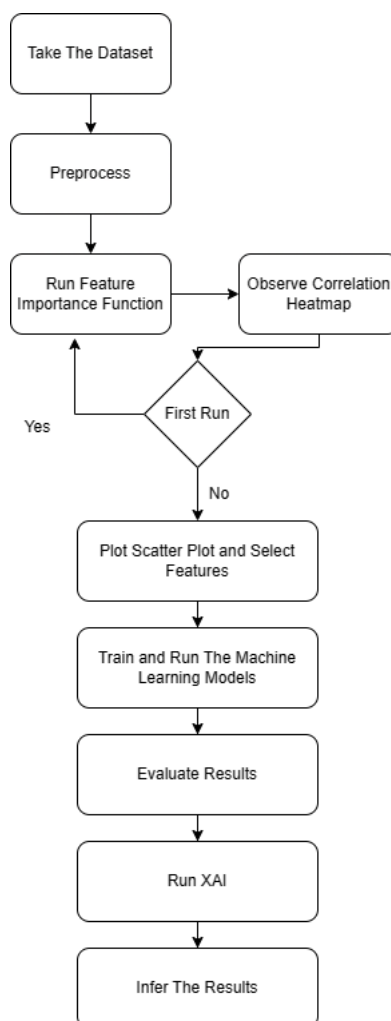 Take The Dataset
Preprocess
Run Feature
Importance Function
Observe Correlation
Heatmap
First Run
Yes
No
Plot Scatter Plot and Select
Features
Train and Run The Machine
Learning Models
Evaluate Results
Run XAI
Infer The Results